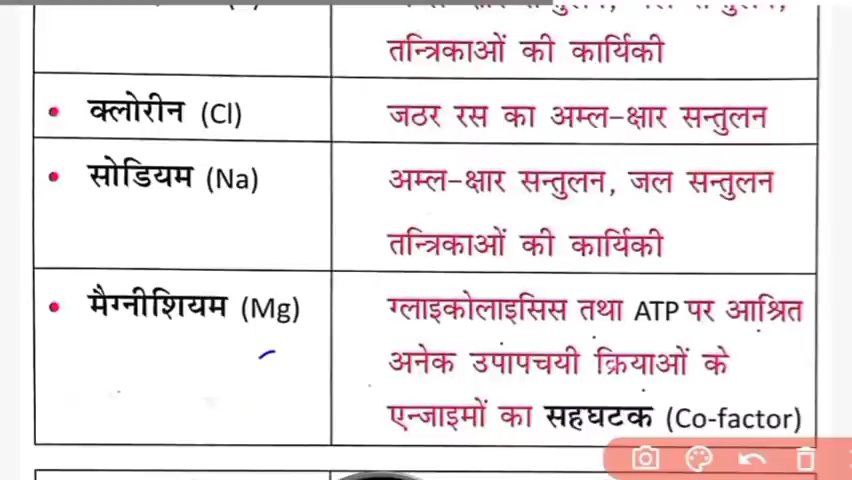 तन्त्रिकाओं की कार्यिकी
• क्लोरीन (Cl) जठर रस का अम्ल-क्षार सन्तुलन
• सोडियम (Na) अम्ल-क्षार सन्तुलन, जल सन्तुलन
तन्त्रिकाओं की कार्यिकी
• मैग्नीशियम (Mg) ग्लाइकोलाइसिस तथा ATP पर आश्रित
अनेक उपापचयी क्रियाओं के
एन्जाइमों का सहघटक (Co-factor)